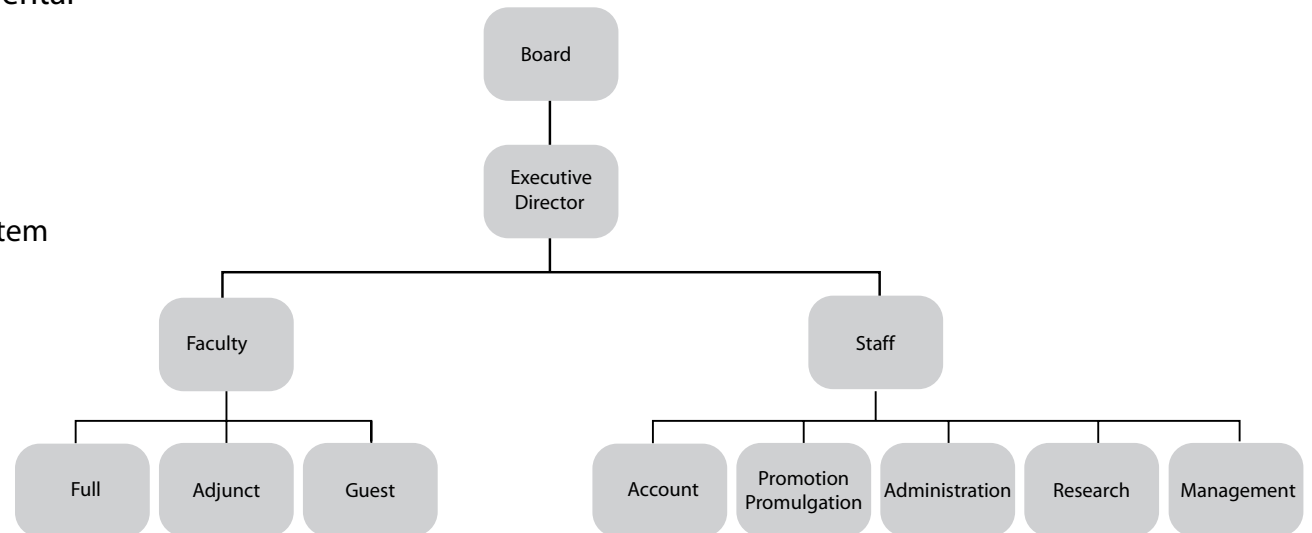 Board
Executive
Director
Faculty
Staff
Full
Adjunct
Guest
Account
Promotion
Promulgation
Administration
Research
Management